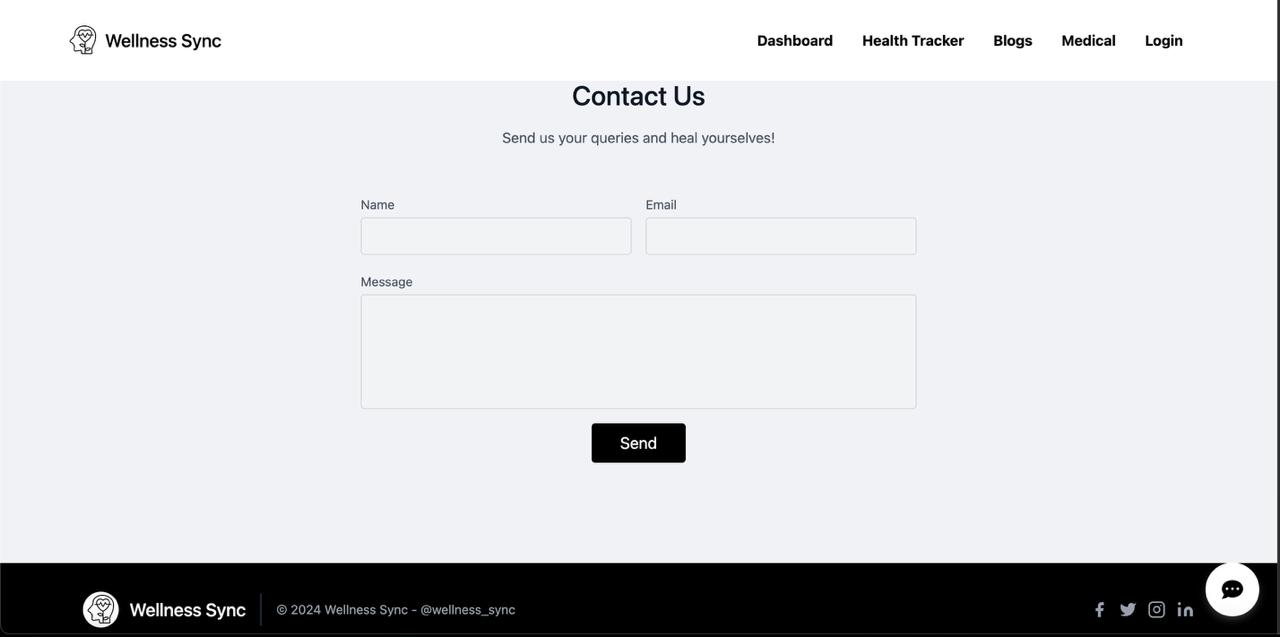 Wellness Sync
Dashboard Health Tracker Blogs Medical Login
Contact Us
Send us your queries and heal yourselves!
Name Email
Message
Send
Wellness Sync
© 2024 Wellness Sync - @wellness_sync